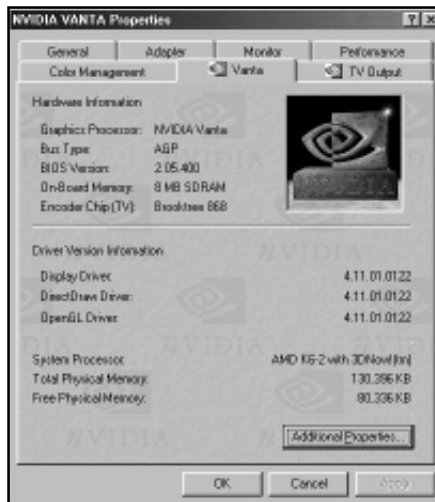 NVIDIA VANTA Properties
General Adapter Monitor Performance
Color Management Vanta TV Output
Hardware Information
Graphics Processor: NVIDIA Vanta
Bus Type: AGP
BIOS Version: 2.05.400
On-Board Memory: 8 MB SDRAM
Encoder Chip (TV): Brooktree 868
NVIDIA
Driver Version Information
Display Driver: 4.11.01.0122
DirectDraw Driver: 4.11.01.0122
OpenGL Driver: 4.11.01.0122
System Processor: AMD K6-2 with 3DNow!(tm)
Total Physical Memory: 130,396 KB
Free Physical Memory: 80,336 KB
Additional Properties...
OK Cancel Apply